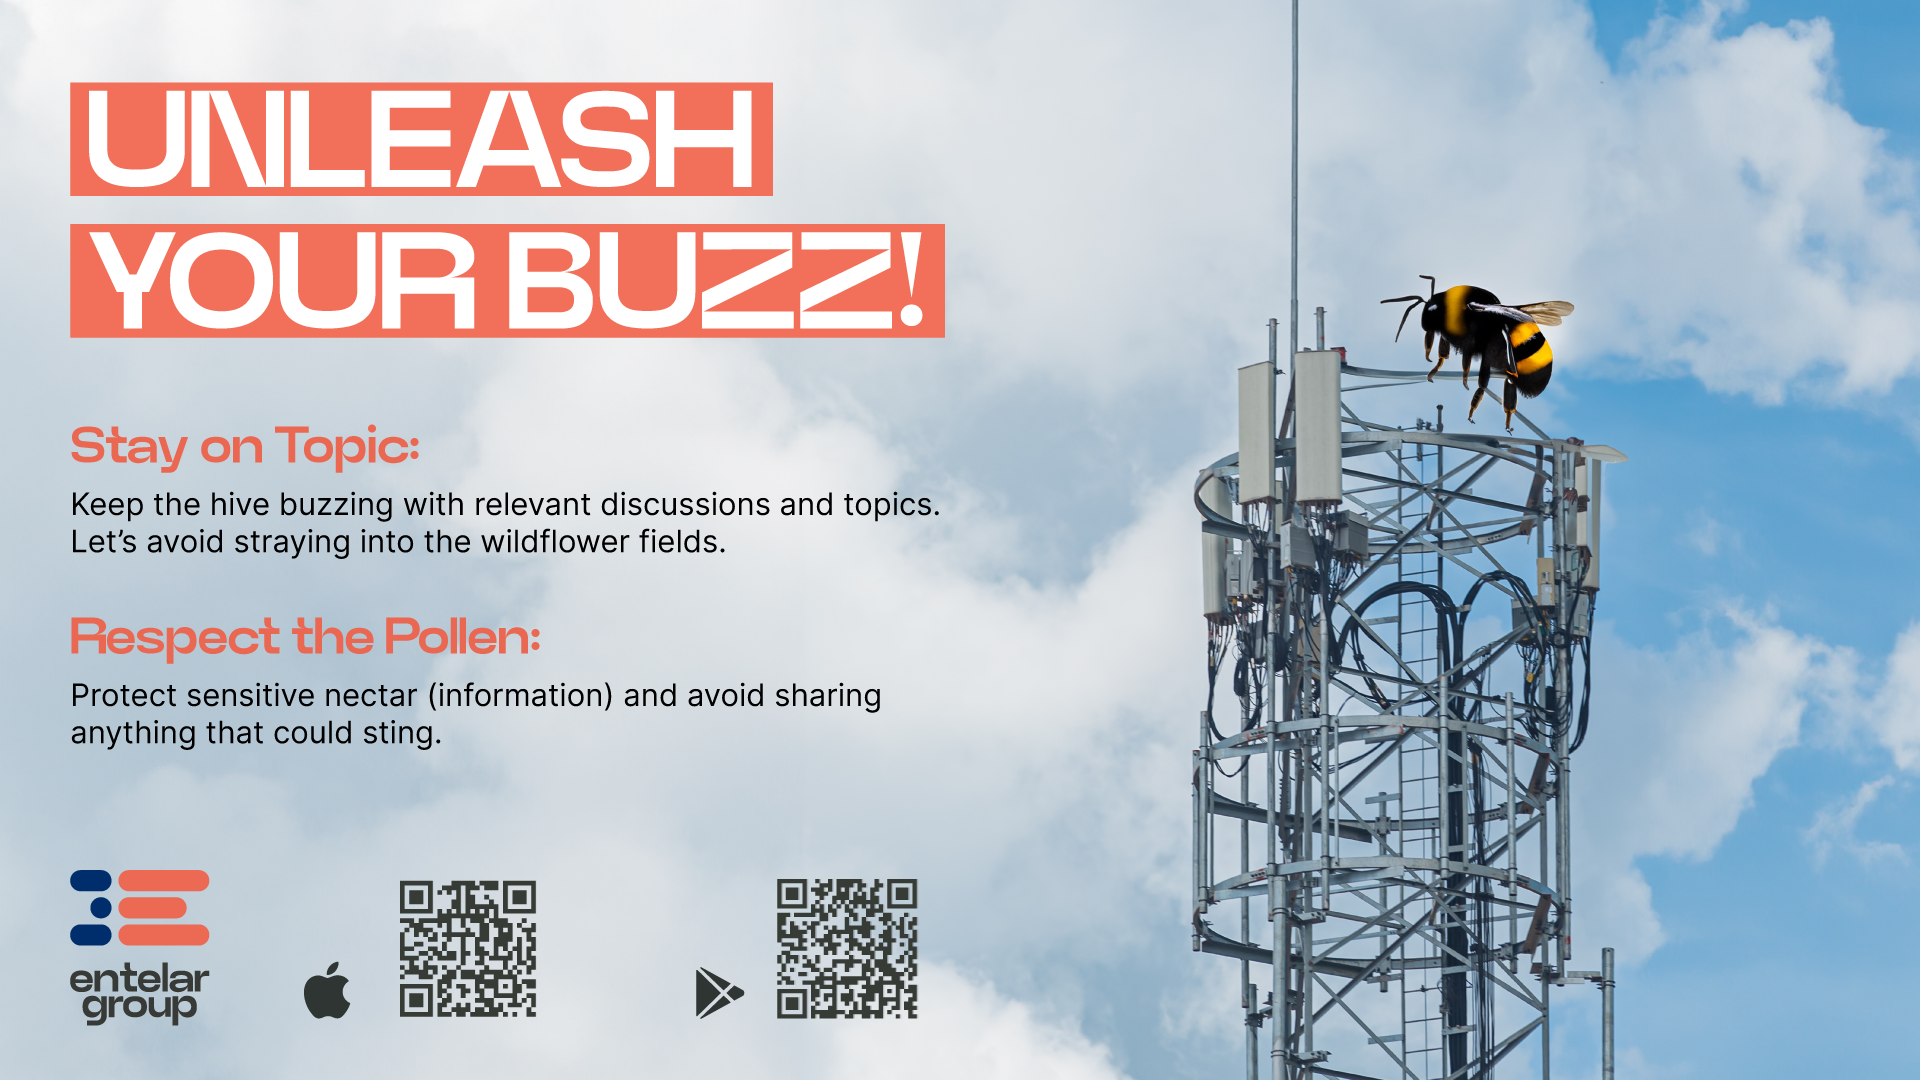 UNLEASH
YOUR BUZZ!
Stay on Topic:
Keep the hive buzzing with relevant discussions and topics.
Let’s avoid straying into the wildflower fields.
Respect the Pollen:
Protect sensitive nectar (information) and avoid sharing
anything that could sting.
entelar
group